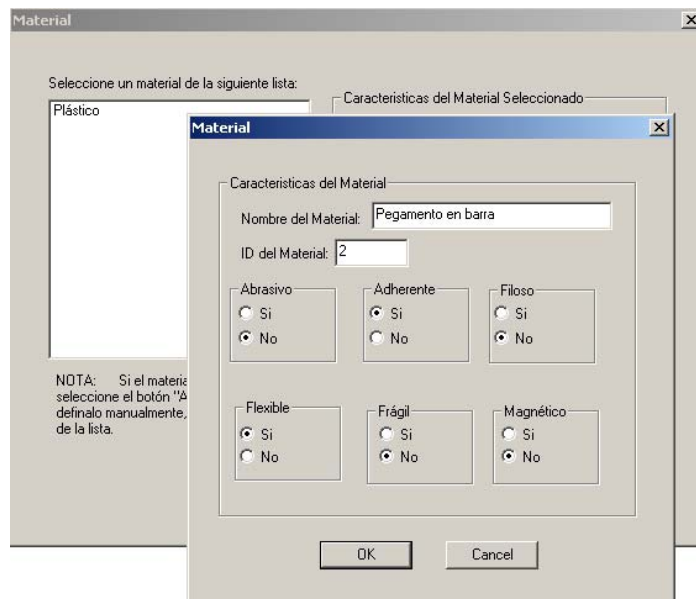 Material
Seleccione un material de la siguiente lista:
Plástico
Caracteristicas del Material Seleccionado
NOTA: Si el materia
seleccione el botón "A
definalo manualmente,
de la lista.
Material
Caracteristicas del Material
Nombre del Material: Pegamento en barra
ID del Material: 2
Abrasivo
Si
No
Adherente
Si
No
Filoso
Si
No
Flexible
Si
No
Frágil
Si
No
Magnético
Si
No
OK Cancel